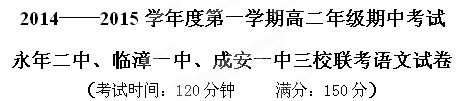 2014——2015学年度第一学期高二年级期中考试
永年二中、临漳一中、成安一中三校联考语文试卷
（考试时间：120分钟 满分：150分）